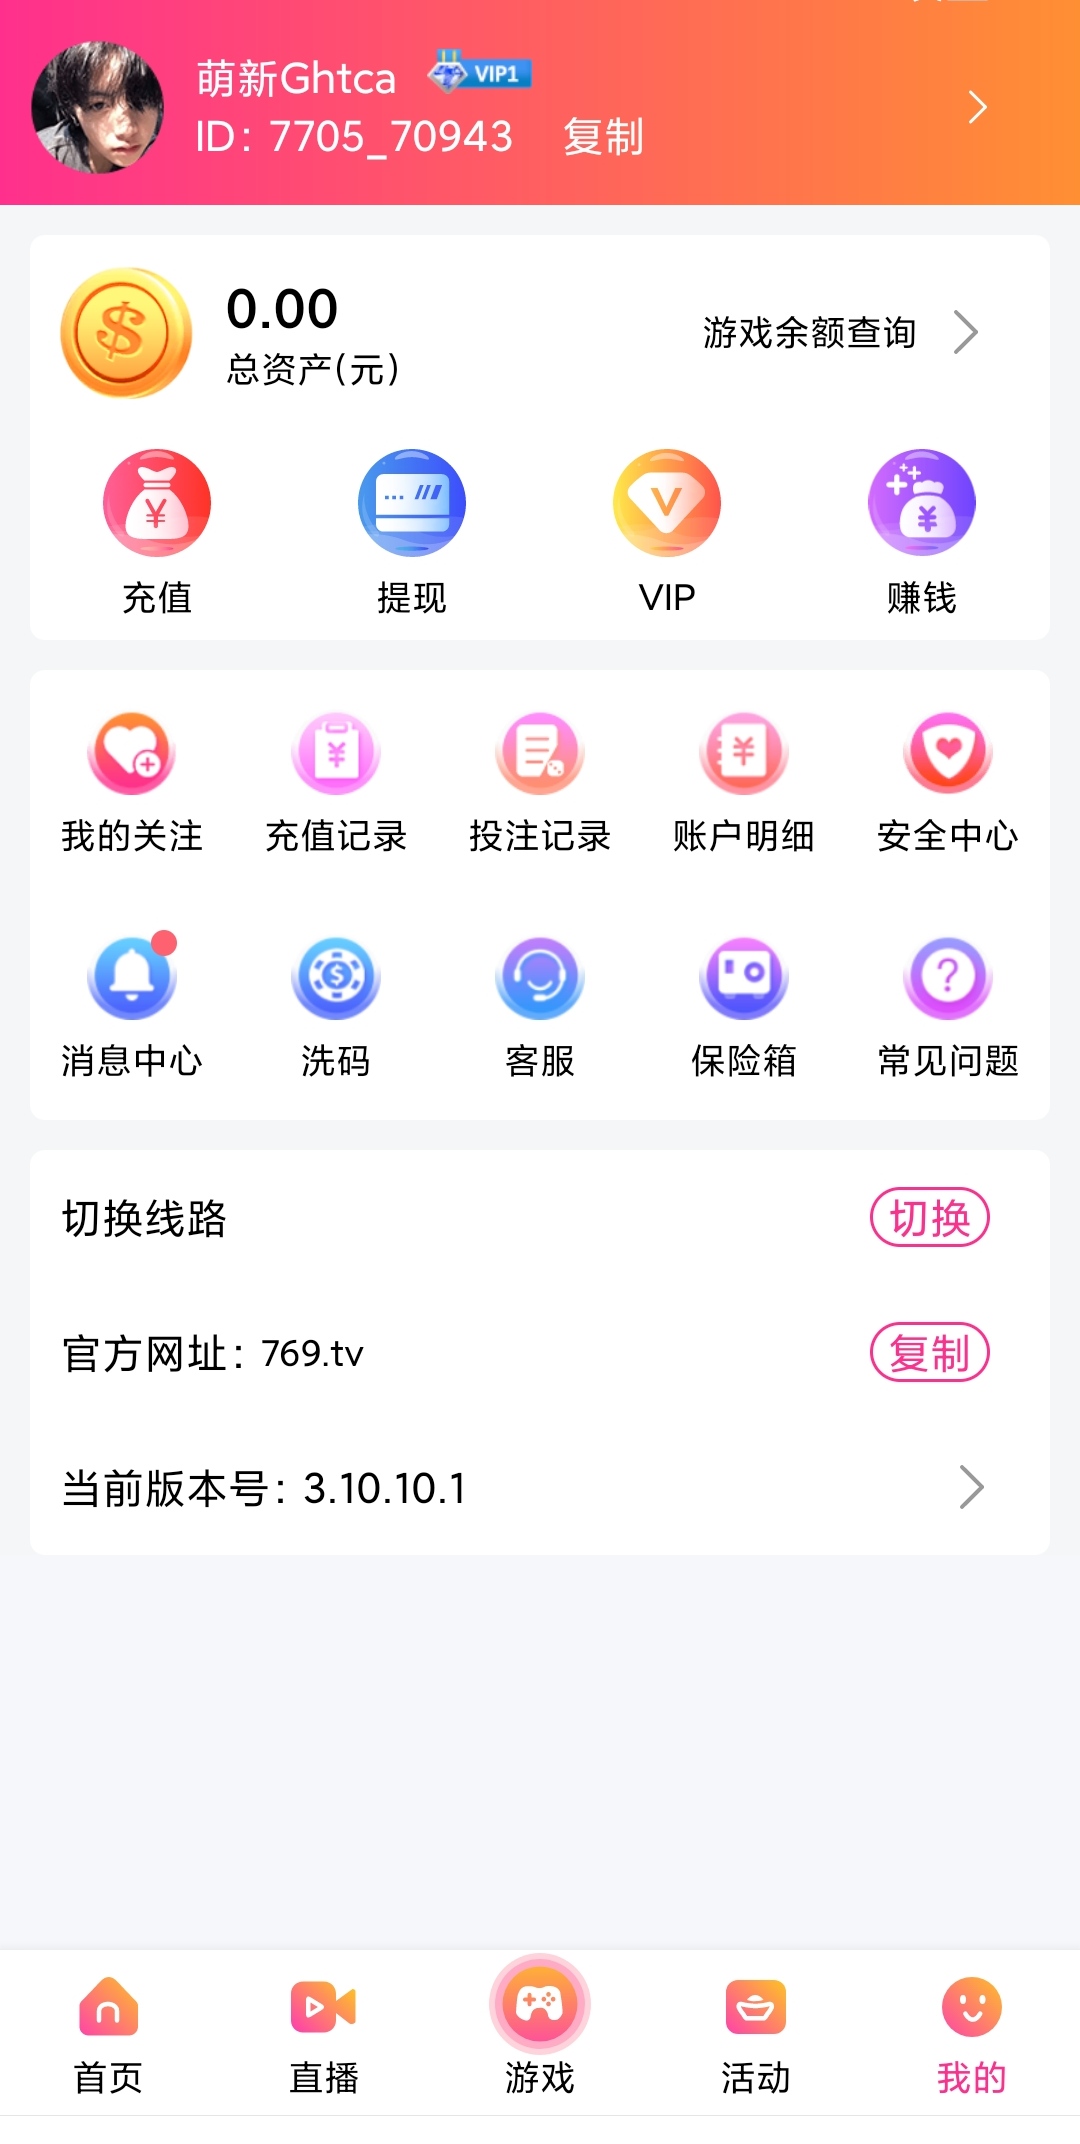 萌新Ghtca VIP1
ID: 7705_70943 复制
0.00
总资产(元)
游戏余额查询
充值 提现 VIP 赚钱
我的关注 充值记录 投注记录 账户明细 安全中心
消息中心 洗码 客服 保险箱 常见问题
切换线路 切换
官方网址: 769.tv 复制
当前版本号: 3.10.10.1
首页 直播 游戏 活动 我的